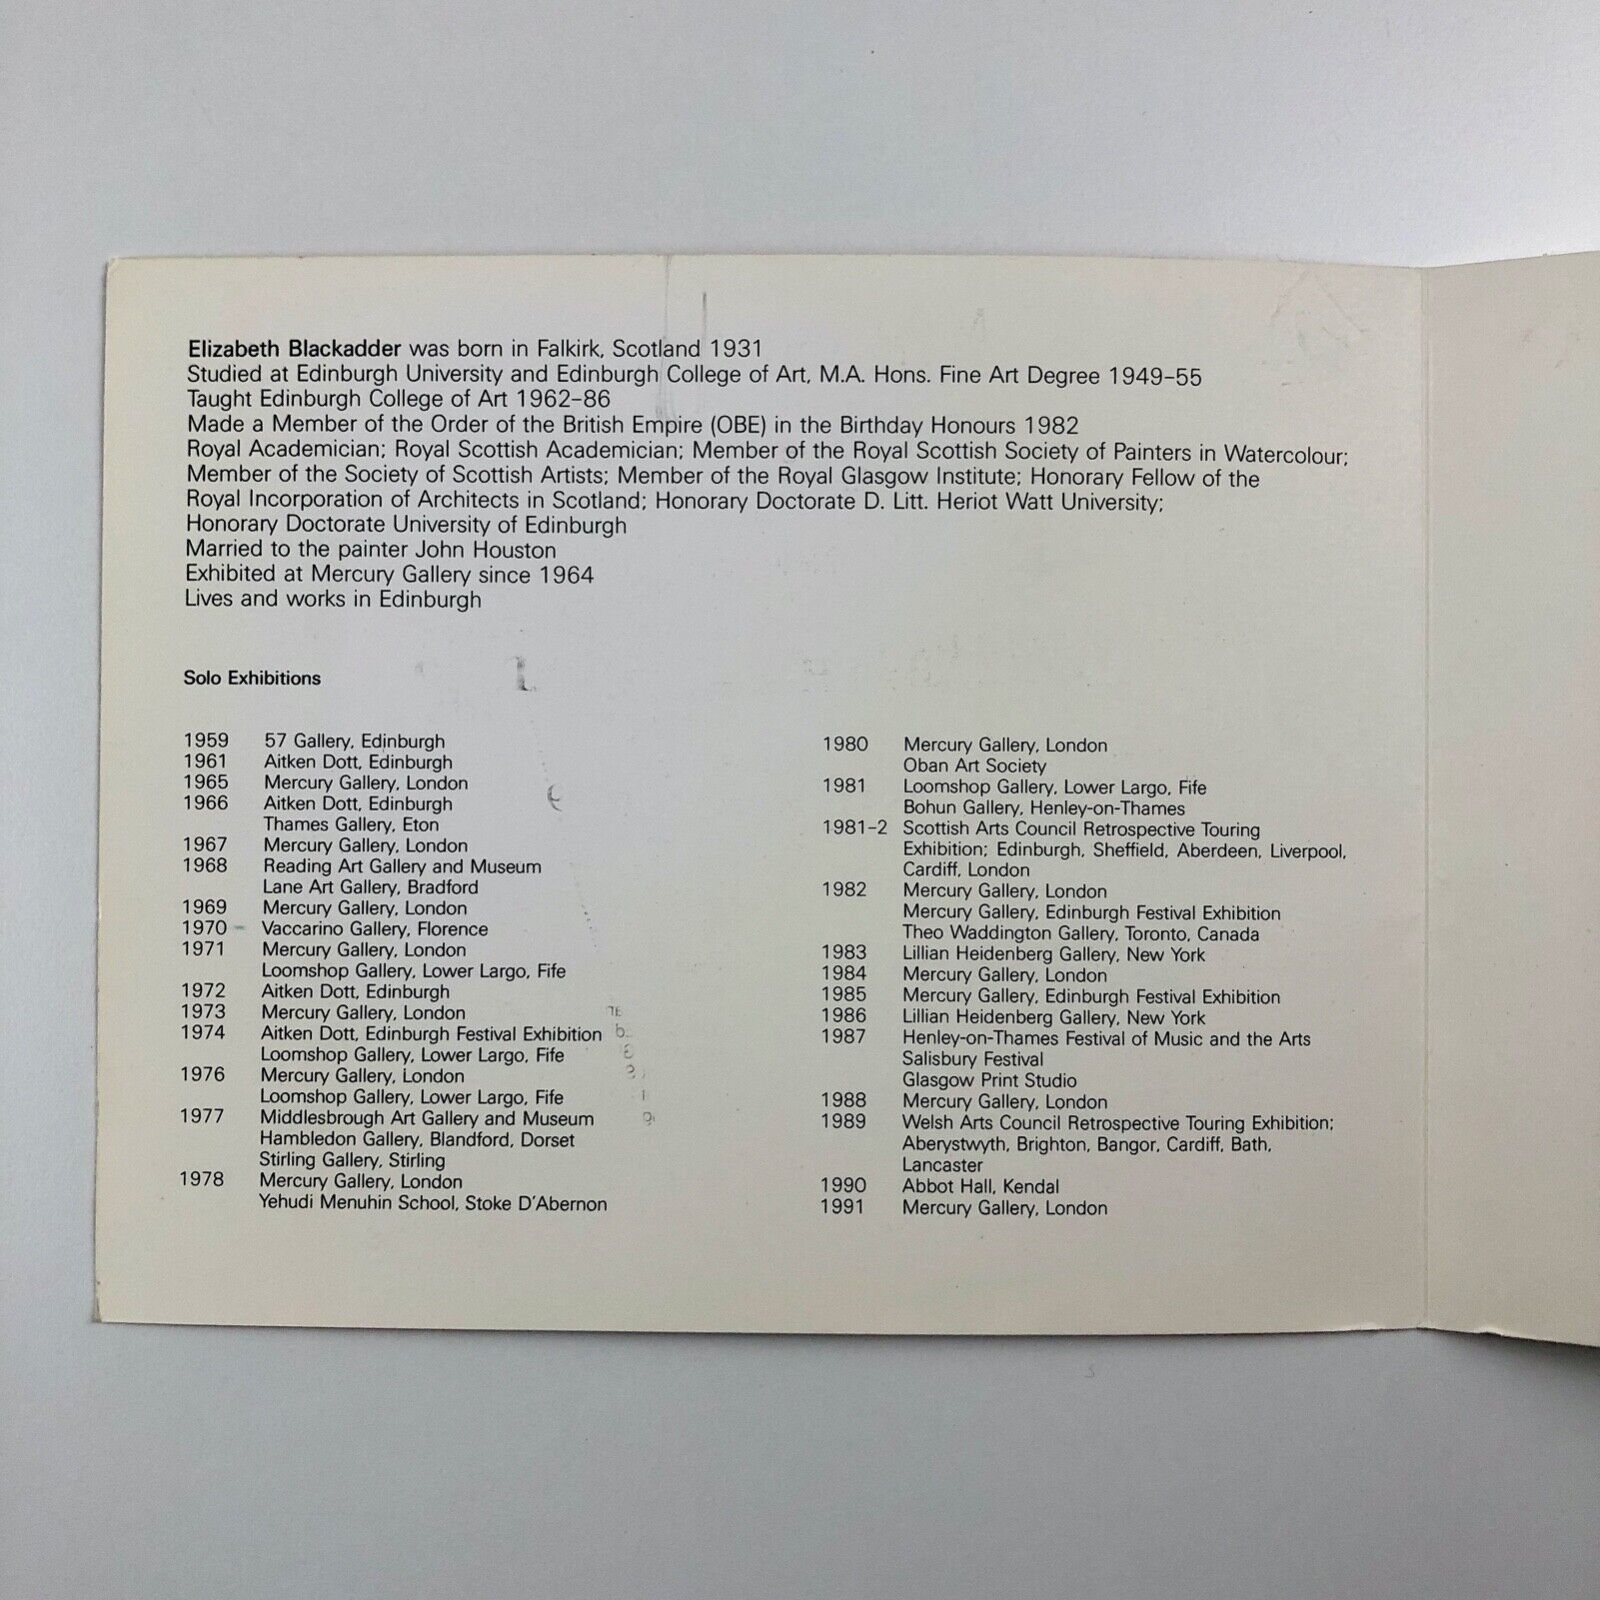 Elizabeth Blackadder was born in Falkirk, Scotland 1931
Studied at Edinburgh University and Edinburgh College of Art, M.A. Hons. Fine Art Degree 1949–55
Taught Edinburgh College of Art 1962–86
Made a Member of the Order of the British Empire (OBE) in the Birthday Honours 1982
Royal Academician; Royal Scottish Academician; Member of the Royal Scottish Society of Painters in Watercolour;
Member of the Society of Scottish Artists; Member of the Royal Glasgow Institute; Honorary Fellow of the
Royal Incorporation of Architects in Scotland; Honorary Doctorate D. Litt. Heriot Watt University;
Honorary Doctorate University of Edinburgh
Married to the painter John Houston
Exhibited at Mercury Gallery since 1964
Lives and works in Edinburgh
Solo Exhibitions
1959 57 Gallery, Edinburgh
1961 Aitken Dott, Edinburgh
1965 Mercury Gallery, London
1966 Aitken Dott, Edinburgh
Thames Gallery, Eton
1967 Mercury Gallery, London
1968 Reading Art Gallery and Museum
Lane Art Gallery, Bradford
1969 Mercury Gallery, London
1970 Vaccarino Gallery, Florence
1971 Mercury Gallery, London
Loomshop Gallery, Lower Largo, Fife
1972 Aitken Dott, Edinburgh
1973 Mercury Gallery, London
1974 Aitken Dott, Edinburgh Festival Exhibition
Loomshop Gallery, Lower Largo, Fife
1976 Mercury Gallery, London
Loomshop Gallery, Lower Largo, Fife
1977 Middlesbrough Art Gallery and Museum
Hambledon Gallery, Blandford, Dorset
Stirling Gallery, Stirling
1978 Mercury Gallery, London
Yehudi Menuhin School, Stoke D'Abernon
1980 Mercury Gallery, London
Oban Art Society
1981 Loomshop Gallery, Lower Largo, Fife
Bohun Gallery, Henley-on-Thames
1981–2 Scottish Arts Council Retrospective Touring
Exhibition; Edinburgh, Sheffield, Aberdeen, Liverpool,
Cardiff, London
1982 Mercury Gallery, London
Mercury Gallery, Edinburgh Festival Exhibition
Theo Waddington Gallery, Toronto, Canada
1983 Lillian Heidenberg Gallery, New York
1984 Mercury Gallery, London
1985 Mercury Gallery, Edinburgh Festival Exhibition
1986 Lillian Heidenberg Gallery, New York
1987 Henley-on-Thames Festival of Music and the Arts
Salisbury Festival
Glasgow Print Studio
1988 Mercury Gallery, London
1989 Welsh Arts Council Retrospective Touring Exhibition;
Aberystwyth, Brighton, Bangor, Cardiff, Bath,
Lancaster
1990 Abbot Hall, Kendal
1991 Mercury Gallery, London